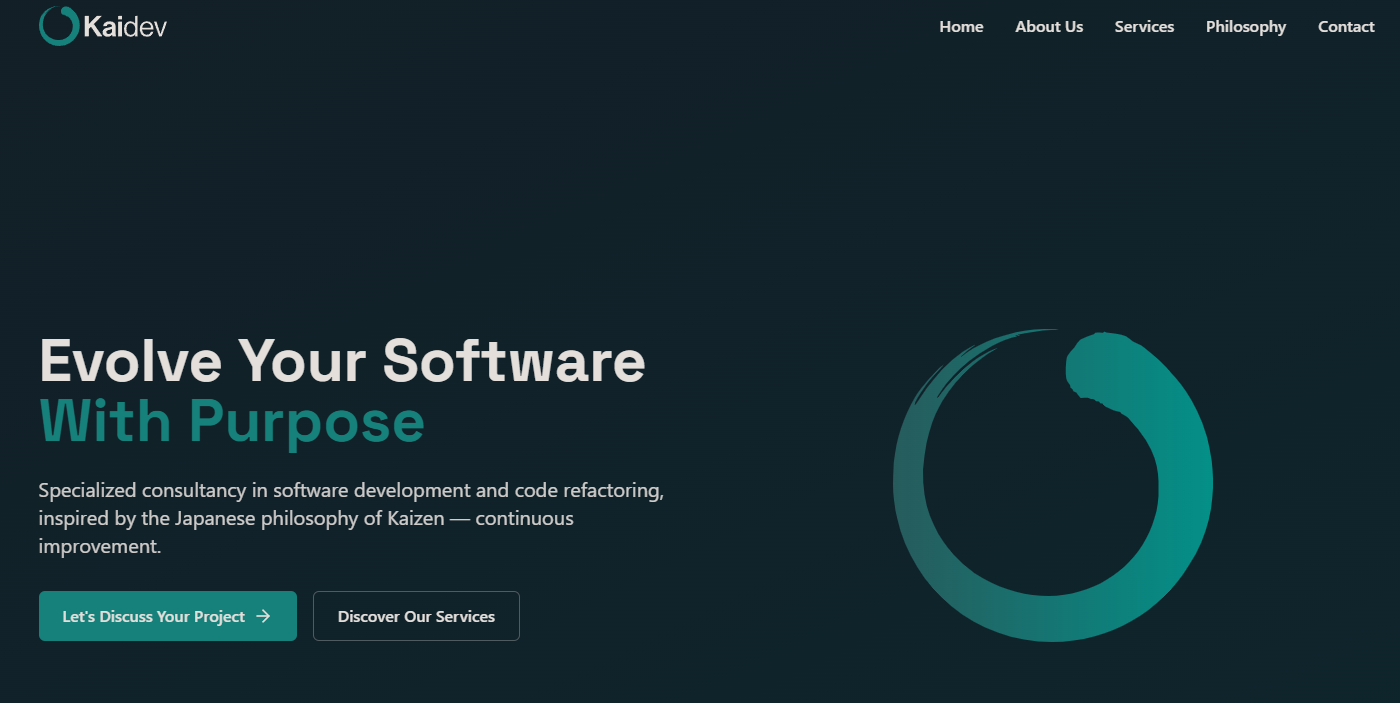 Kaidev
Home About Us Services Philosophy Contact
Evolve Your Software
With Purpose
Specialized consultancy in software development and code refactoring,
inspired by the Japanese philosophy of Kaizen — continuous
improvement.
Let's Discuss Your Project →
Discover Our Services